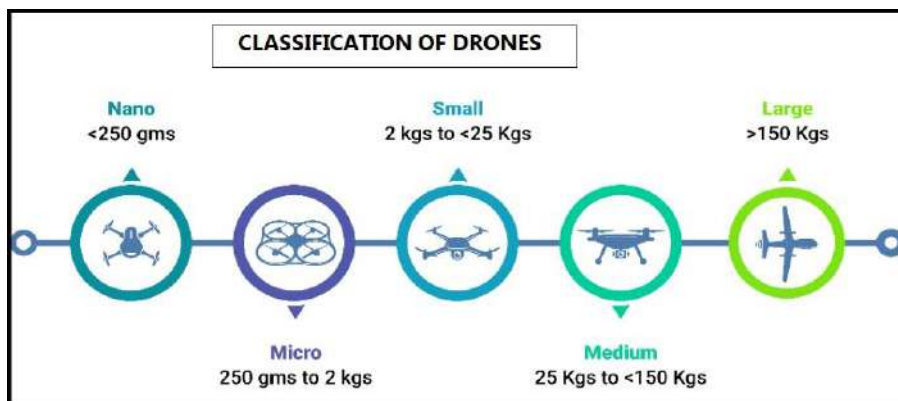 CLASSIFICATION OF DRONES
Nano
<250 gms
Small
2 kgs to <25 Kgs
Large
>150 Kgs
Micro
250 gms to 2 kgs
Medium
25 Kgs to <150 Kgs